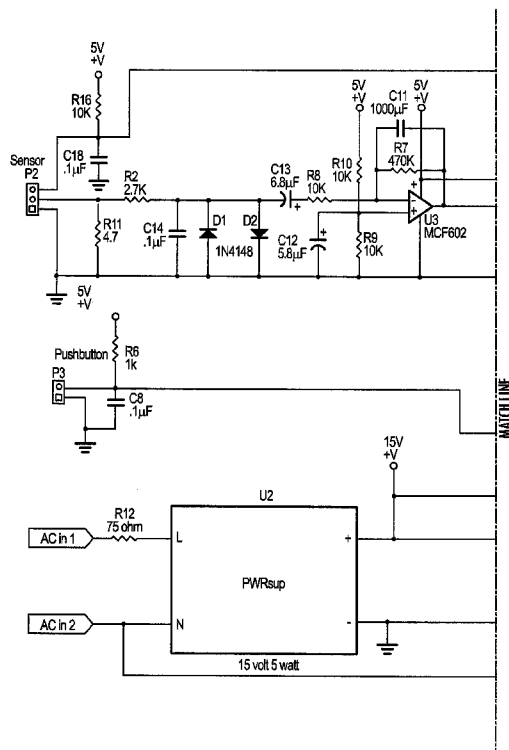 5V
+V
R16
10K
Sensor
P2
C18
.1µF
R2
2.7K
R11
4.7
C14
.1µF
D1
D2
1N4148
C13
6.8µF
+
R8
10K
5V
+V
R10
10K
C12
5.8µF
+
R9
10K
5V
+V
C11
1000µF
R7
470K
+
-
+
U3
MCF602
5V
+V
Pushbutton
P3
R6
1k
C8
.1µF
MATCH LINE
15V
+V
U2
R12
75 ohm
AC in 1
L
+
PWRsup
AC in 2
N
-
15 volt 5 watt